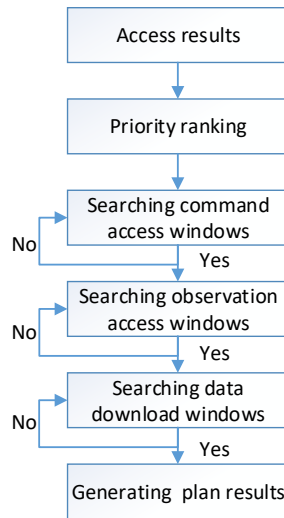 Access results
Priority ranking
Searching command
access windows
No
Yes
Searching observation
access windows
No
Yes
Searching data
download windows
No
Yes
Generating plan results